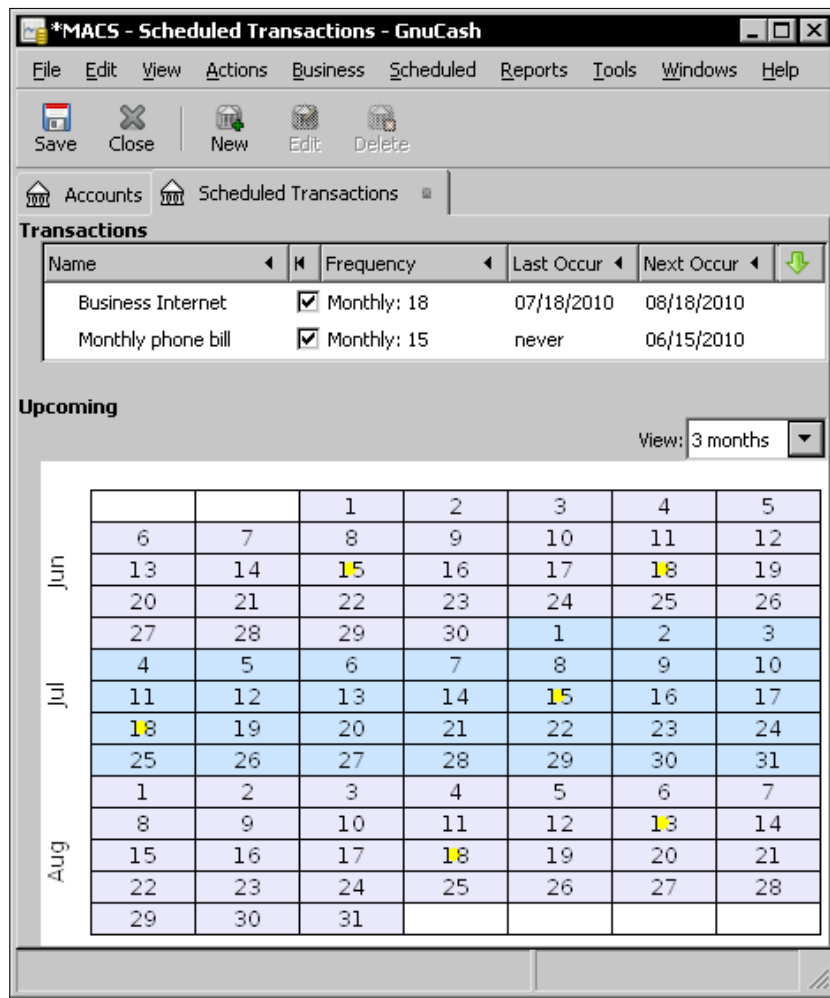 *MACS - Scheduled Transactions - GnuCash
File Edit View Actions Business Scheduled Reports Tools Windows Help
Save Close New Edit Delete
Accounts Scheduled Transactions
Transactions
Name Frequency Last Occur Next Occur
Business Internet Monthly: 18 07/18/2010 08/18/2010
Monthly phone bill Monthly: 15 never 06/15/2010
Upcoming
View: 3 months
1 2 3 4 5
6 7 8 9 10 11 12
Jun
13 14 15 16 17 18 19
20 21 22 23 24 25 26
27 28 29 30 1 2 3
4 5 6 7 8 9 10
Jul
11 12 13 14 15 16 17
18 19 20 21 22 23 24
25 26 27 28 29 30 31
1 2 3 4 5 6 7
8 9 10 11 12 13 14
Aug
15 16 17 18 19 20 21
22 23 24 25 26 27 28
29 30 31